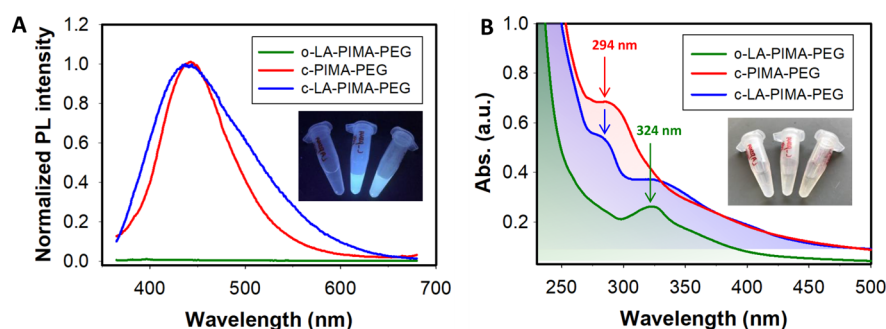 A
Normalized PL intensity
1.2
1.0
0.8
0.6
0.4
0.2
0.0
o-LA-PIMA-PEG
c-PIMA-PEG
c-LA-PIMA-PEG
400
500
600
700
Wavelength (nm)
B
Abs. (a.u.)
1.0
0.8
0.6
0.4
0.2
294 nm
324 nm
o-LA-PIMA-PEG
c-PIMA-PEG
c-LA-PIMA-PEG
250
300
350
400
450
500
Wavelength (nm)